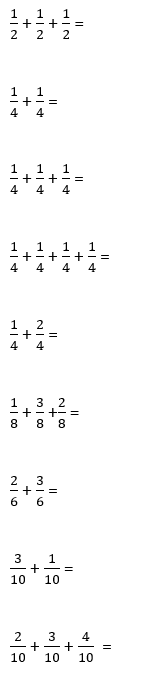 1/2 + 1/2 + 1/2 =
1/4 + 1/4 =
1/4 + 1/4 + 1/4 =
1/4 + 1/4 + 1/4 + 1/4 =
1/4 + 2/4 =
1/8 + 3/8 + 2/8 =
2/6 + 3/6 =
3/10 + 1/10 =
2/10 + 3/10 + 4/10 =